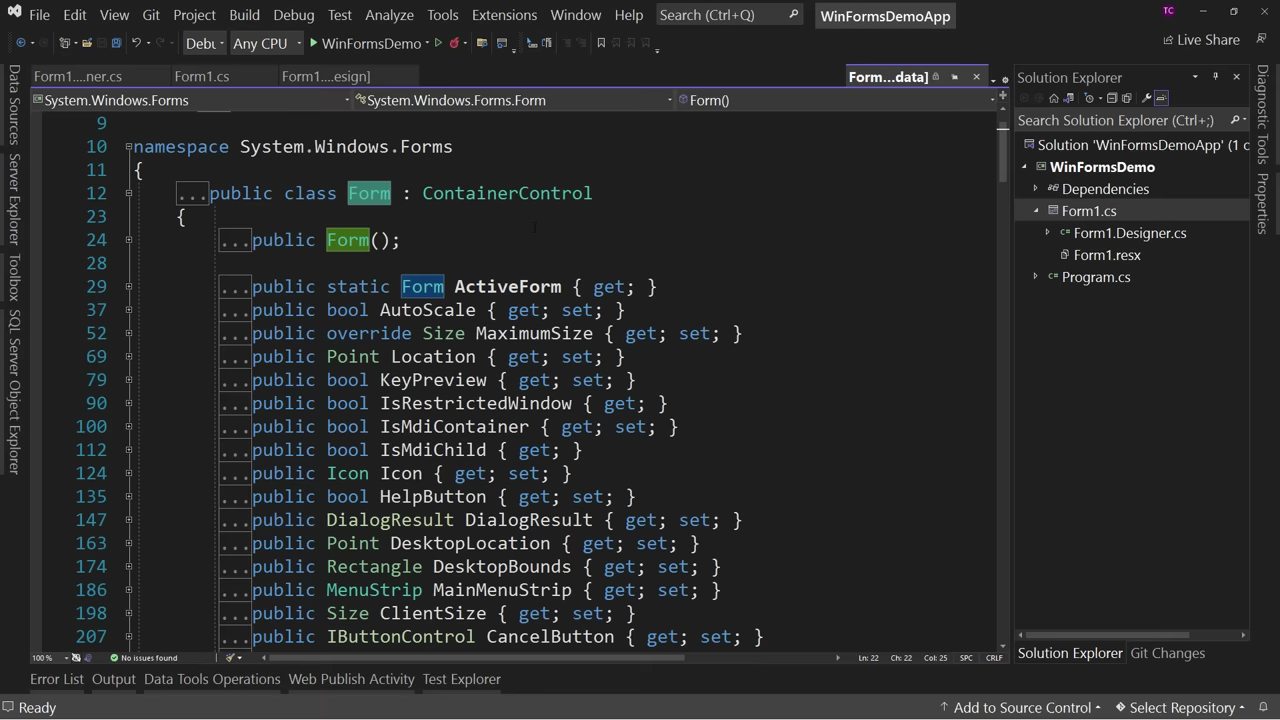 File Edit View Git Project Build Debug Test Analyze Tools Extensions Window Help Search (Ctrl+Q) WinFormsDemoApp TC
Debu Any CPU WinFormsDemo Live Share
Form1....ner.cs Form1.cs Form1....esign] Form...data] Solution Explorer
System.Windows.Forms System.Windows.Forms.Form Form()
Search Solution Explorer (Ctrl+;)
Solution 'WinFormsDemoApp' (1 o
WinFormsDemo
Dependencies
Form1.cs
Form1.Designer.cs
Form1.resx
Program.cs
Data Sources
Server Explorer
Toolbox
SQL Server Object Explorer
9
10 namespace System.Windows.Forms
11 {
12 ...public class Form : ContainerControl
23 {
24 ...public Form();
28
29 ...public static Form ActiveForm { get; }
37 ...public bool AutoScale { get; set; }
52 ...public override Size MaximumSize { get; set; }
69 ...public Point Location { get; set; }
79 ...public bool KeyPreview { get; set; }
90 ...public bool IsRestrictedWindow { get; }
100 ...public bool IsMdiContainer { get; set; }
112 ...public bool IsMdiChild { get; }
124 ...public Icon Icon { get; set; }
135 ...public bool HelpButton { get; set; }
147 ...public DialogResult DialogResult { get; set; }
163 ...public Point DesktopLocation { get; set; }
174 ...public Rectangle DesktopBounds { get; set; }
186 ...public MenuStrip MainMenuStrip { get; set; }
198 ...public Size ClientSize { get; set; }
207 ...public IButtonControl CancelButton { get; set; }
Diagnostic Tools
Properties
100 % No issues found Ln: 22 Ch: 22 Col: 25 SPC CRLF
Solution Explorer Git Changes
Error List Output Data Tools Operations Web Publish Activity Test Explorer
Ready Add to Source Control Select Repository